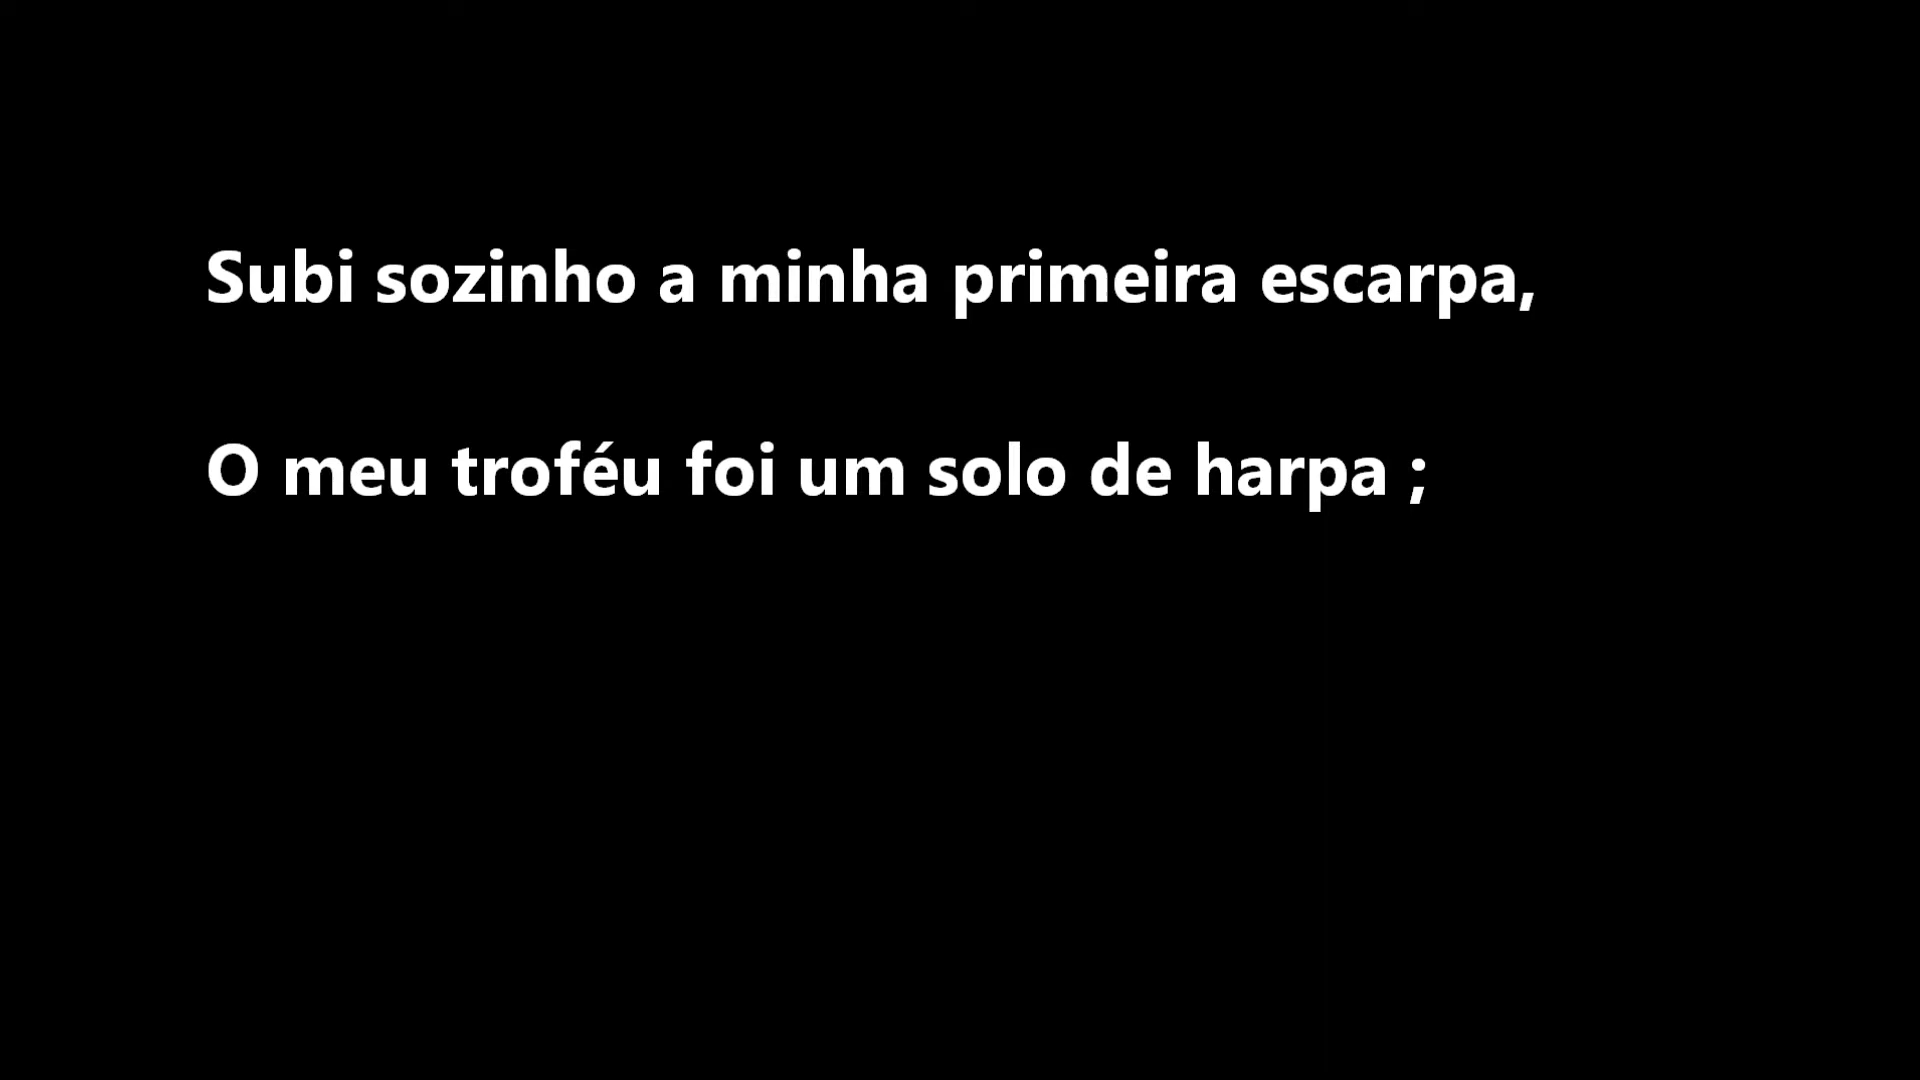 Subi sozinho a minha primeira escarpa,
O meu troféu foi um solo de harpa ;